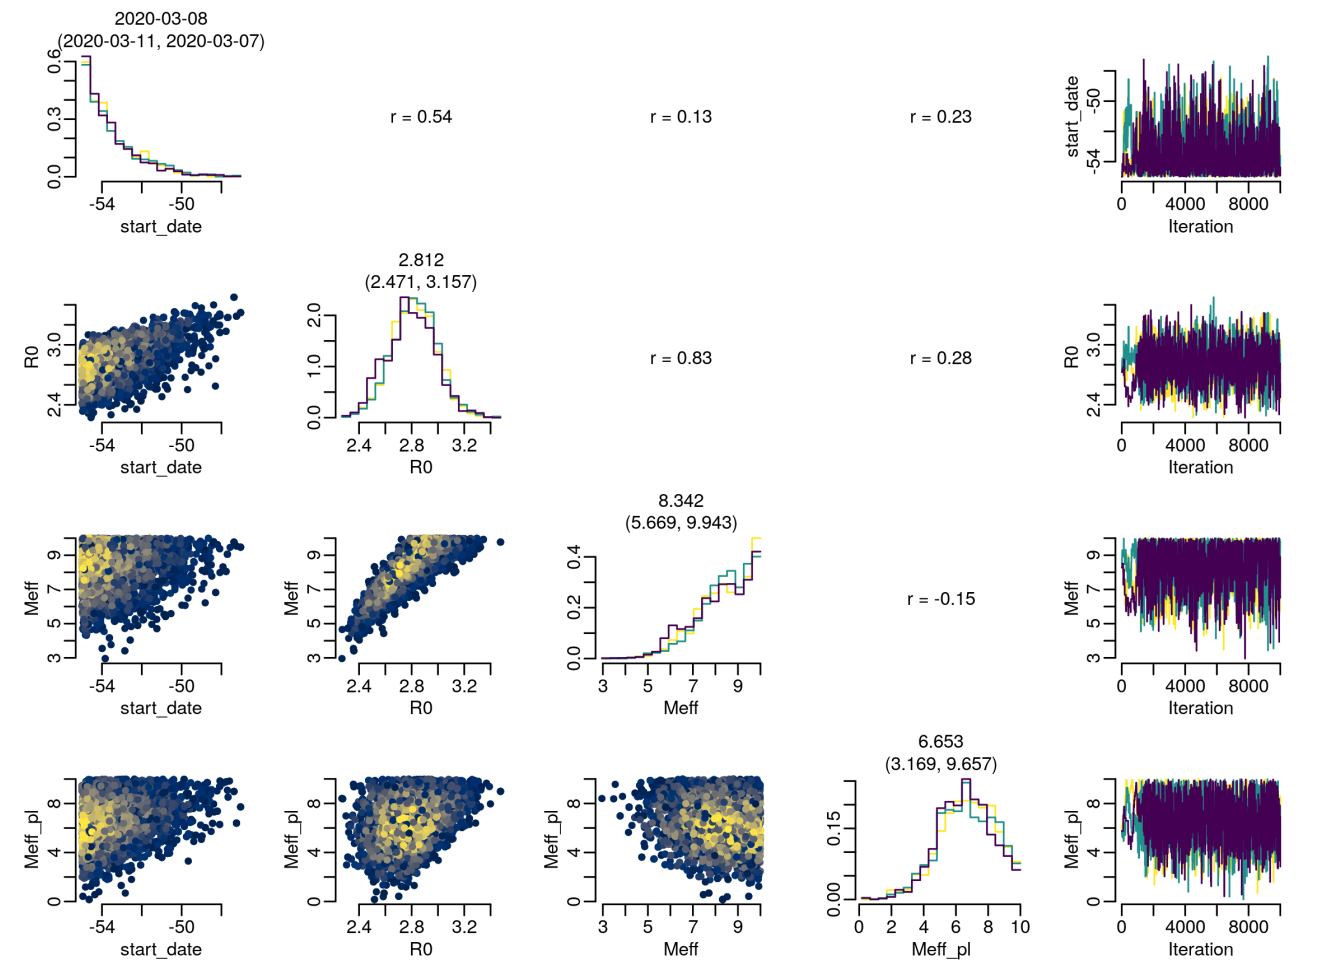 2020-03-08
(2020-03-11, 2020-03-07)
0.0 0.3 0.6
-54 -50
start_date
r = 0.54
r = 0.13
r = 0.23
start_date
-54 -50
0 4000 8000
Iteration
R0
2.4 3.0
-54 -50
start_date
2.812
(2.471, 3.157)
0.0 1.0 2.0
2.4 2.8 3.2
R0
r = 0.83
r = 0.28
R0
2.4 3.0
0 4000 8000
Iteration
Meff
3 5 7 9
-54 -50
start_date
Meff
3 5 7 9
2.4 2.8 3.2
R0
8.342
(5.669, 9.943)
0.0 0.2 0.4
3 5 7 9
Meff
r = -0.15
Meff
3 5 7 9
0 4000 8000
Iteration
Meff_pl
0 4 8
-54 -50
start_date
Meff_pl
0 4 8
2.4 2.8 3.2
R0
Meff_pl
0 4 8
3 5 7 9
Meff
6.653
(3.169, 9.657)
0.00 0.15
0 2 4 6 8 10
Meff_pl
Meff_pl
0 4 8
0 4000 8000
Iteration